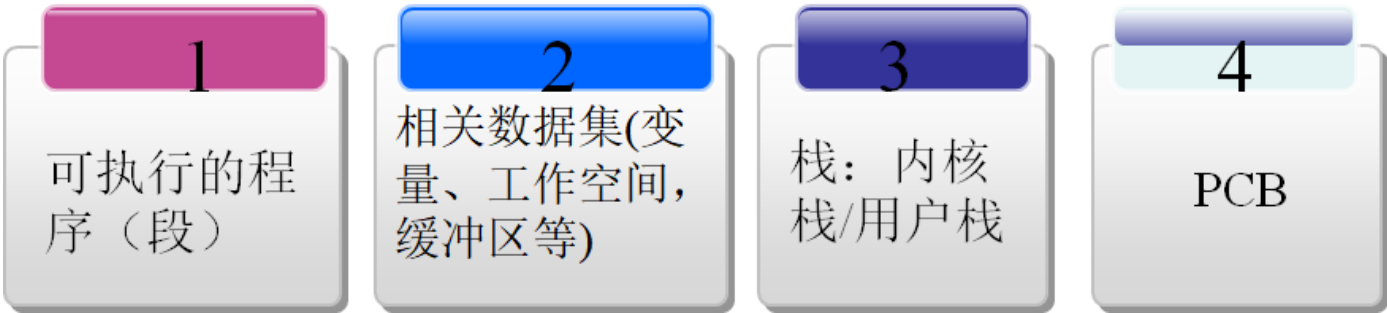 1
可执行的程
序（段）
2
相关数据集(变
量、工作空间，
缓冲区等)
3
栈：内核
栈/用户栈
4
PCB